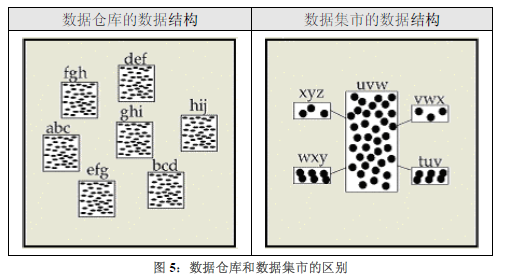 数据仓库的数据结构
数据集市的数据结构
def
fgh
hij
ghi
abc
bcd
efg
uvw
xyz
vwx
wxy
tuv
图 5：数据仓库和数据集市的区别